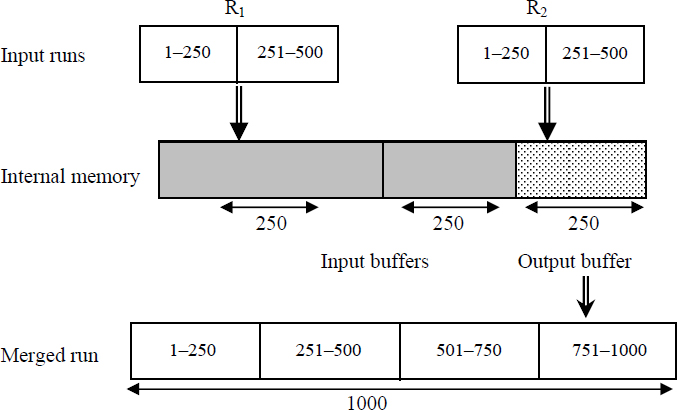 R1 R2
Input runs 1–250 251–500 1–250 251–500
Internal memory
250 250 250
Input buffers Output buffer
Merged run 1–250 251–500 501–750 751–1000
1000